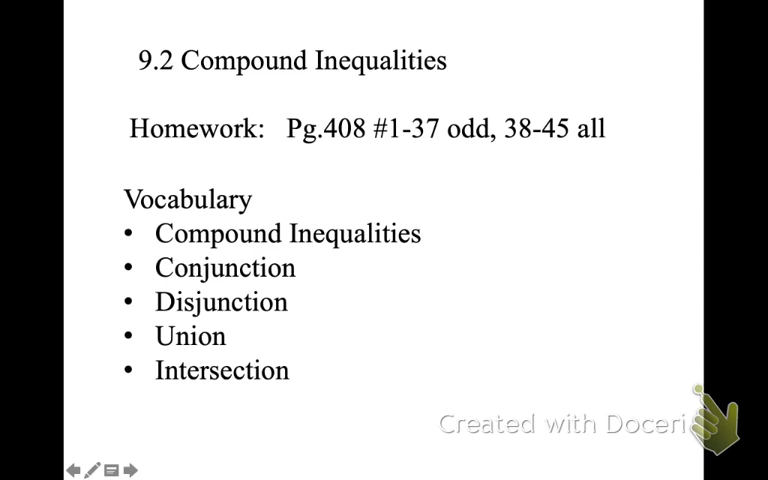 9.2 Compound Inequalities
Homework: Pg.408 #1-37 odd, 38-45 all
Vocabulary
• Compound Inequalities
• Conjunction
• Disjunction
• Union
• Intersection
Created with Doceri